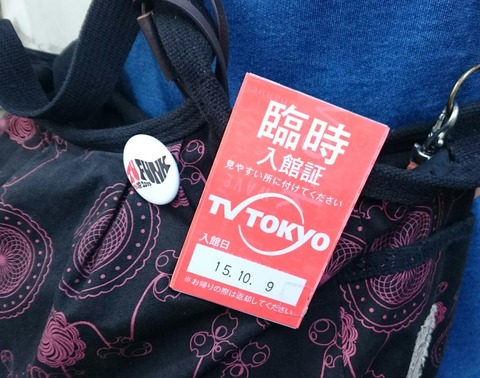 臨時
入館証
見やすい所に付けてください
TV TOKYO
入館日
15.10. 9
※お帰りの際は返却してください
FUNK